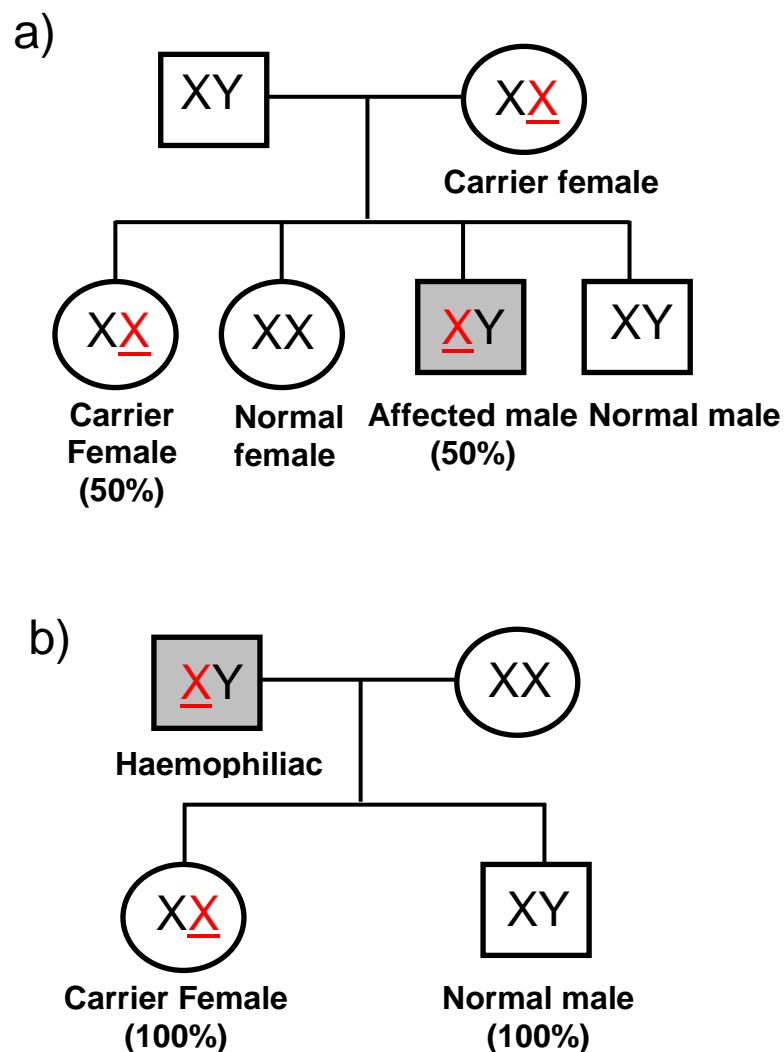 a)
XY
XX
Carrier female
XX
XX
XY
XY
Carrier
Female
(50%)
Normal
female
Affected male
(50%)
Normal male
b)
XY
XX
Haemophiliac
XX
XY
Carrier Female
(100%)
Normal male
(100%)